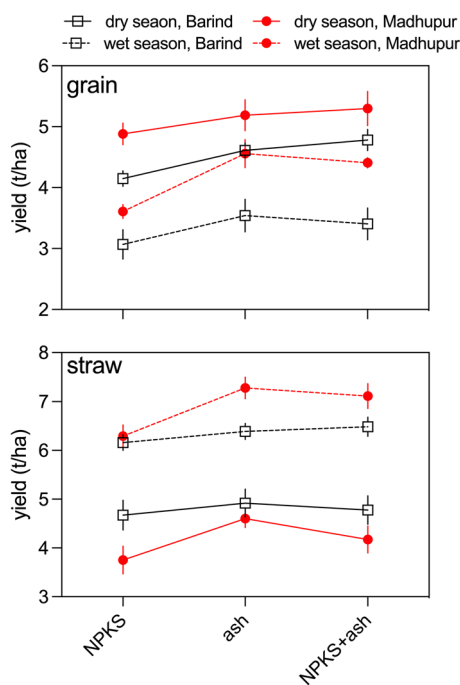 dry seaon, Barind dry season, Madhupur
wet season, Barind wet season, Madhupur
grain
6
5
4
3
2
yield (t/ha)
straw
8
7
6
5
4
3
yield (t/ha)
NPKS ash NPKS+ash